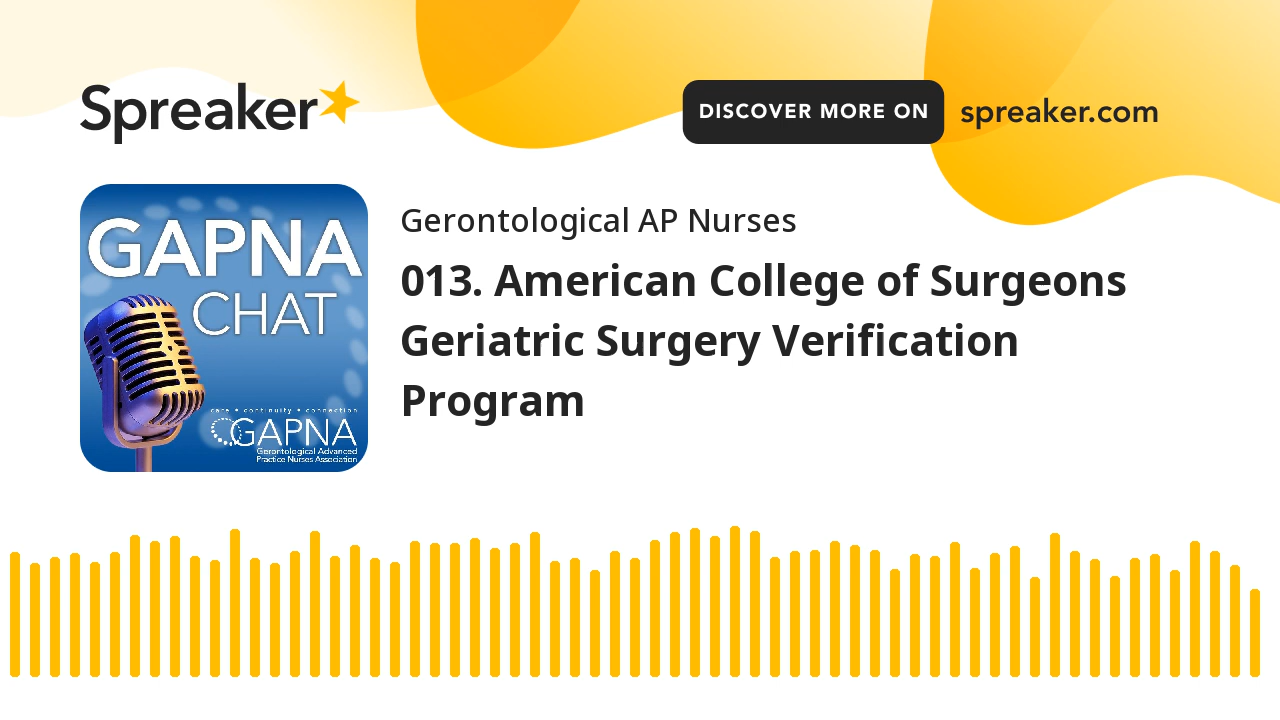 Spreaker
DISCOVER MORE ON
spreaker.com
GAPNA
CHAT
care • continuity • connection
GAPNA
Gerontological Advanced
Practice Nurses Association
Gerontological AP Nurses
013. American College of Surgeons
Geriatric Surgery Verification
Program